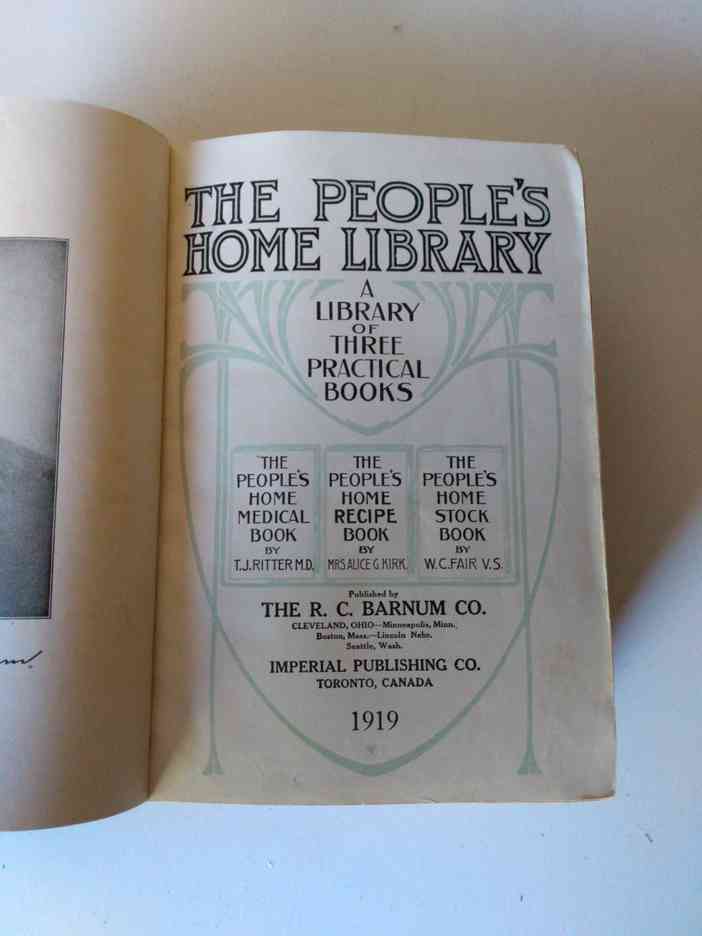 THE PEOPLE'S
HOME LIBRARY
A
LIBRARY
OF
THREE
PRACTICAL
BOOKS
THE
PEOPLE'S
HOME
MEDICAL
BOOK
BY
T.J.RITTER M.D.
THE
PEOPLE'S
HOME
RECIPE
BOOK
BY
MRS ALICE G. KIRK.
THE
PEOPLE'S
HOME
STOCK
BOOK
BY
W.C.FAIR V.S.
Published by
THE R. C. BARNUM CO.
CLEVELAND, OHIO—Minneapolis, Minn.
Boston, Mass.—Lincoln Nebr.
Seattle, Wash.
IMPERIAL PUBLISHING CO.
TORONTO, CANADA
1919